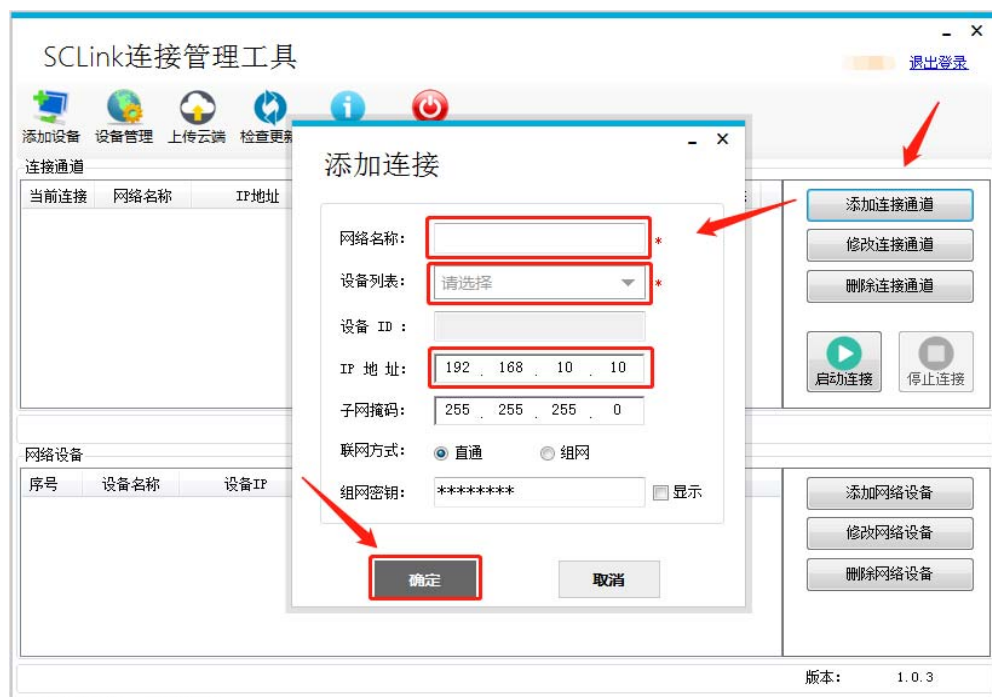 SCLink连接管理工具
退出登录
添加设备 设备管理 上传云端 检查更新
连接通道
当前连接 网络名称 IP地址
添加连接通道
修改连接通道
删除连接通道
启动连接 停止连接
添加连接
网络名称: *
设备列表: 请选择 *
设备 ID :
IP 地 址: 192 . 168 . 10 . 10
子网掩码: 255 . 255 . 255 . 0
联网方式: 直通 组网
组网密钥: ******** 显示
确定 取消
网络设备
序号 设备名称 设备IP
添加网络设备
修改网络设备
删除网络设备
版本: 1.0.3